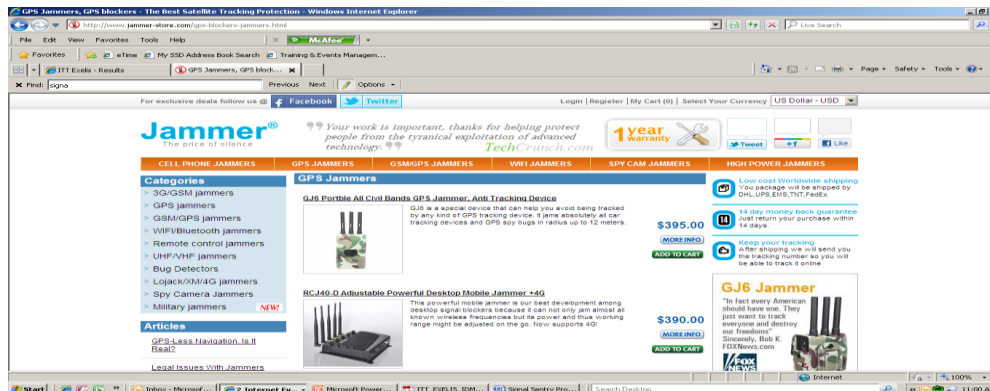 GPS Jammers, GPS blockers - The Best Satellite Tracking Protection - Windows Internet Explorer
http://www.jammer-store.com/gps-blockers-jammers.html
Live Search
File Edit View Favorites Tools Help
McAfee
Favorites eTime My SSD Address Book Search Training & Events Managem...
ITT Exelis - Results
GPS Jammers, GPS block...
Page Safety Tools
Find: signa Previous Next Options
For exclusive deals follow us @ Facebook Twitter
Login | Register | My Cart (0) | Select Your Currency US Dollar - USD
Jammer®
The price of silence
Your work is important, thanks for helping protect
people from the tyranical exploitation of advanced
technology.
TechCrunch.com
1 year
warranty
Tweet +1 Like
CELL PHONE JAMMERS GPS JAMMERS GSM/GPS JAMMERS WIFI JAMMERS SPY CAM JAMMERS HIGH POWER JAMMERS
Categories
> 3G/GSM jammers
> GPS jammers
> GSM/GPS jammers
> WIFI/Bluetooth jammers
> Remote control jammers
> UHF/VHF jammers
> Bug Detectors
> Lojack/XM/4G jammers
> Spy Camera Jammers
> Military jammers NEW!
Articles
GPS-Less Navigation, Is It
Real?
Legal Issues With Jammers
GPS Jammers
GJ6 Portble All Civil Bands GPS Jammer, Anti Tracking Device
GJ6 is a special device that can help you avoid being tracked
by any kind of GPS tracking device. It jams absolutely all car
tracking devices and GPS spy bugs in radius up to 12 meters.
$395.00
MORE INFO
ADD TO CART
RCJ40-D Adjustable Powerful Desktop Mobile Jammer +4G
This powerful mobile jammer is our best development among
desktop signal blockers because it can not only jam almost all
known wireless frequencies but its power and thus working
range might be adjusted on the go. Now supports 4G!
$390.00
MORE INFO
ADD TO CART
Low cost Worldwide shipping
You package will be shipped by
DHL,UPS,EMS,TNT,FedEx
14
14 day money back guarantee
Just return your purchase within
14 days.
Keep your tracking
After shipping we will send you
the tracking number so you will
be able to track it online
GJ6 Jammer
"In fact every American
should have one. They
just want to track
everyone and destroy
our freedoms"
Sincerely, Bob K.
FOXNews.com
FOX
NEWS
Internet 100%
Start Inbox - Microsof... 2 Internet Ex... Microsoft Power... ITT_EXELIS_IDM... Signal Sentry Pro... Search Desktop 11:00 A